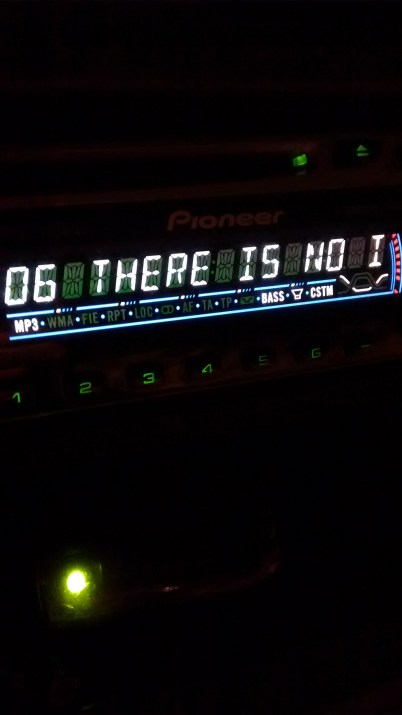 Pioneer
06 THERE IS NO I
MP3 • WMA • FIE • RPT • LOC • AF • TA • TP • BASS • CSTM
1 2 3 4 5 6